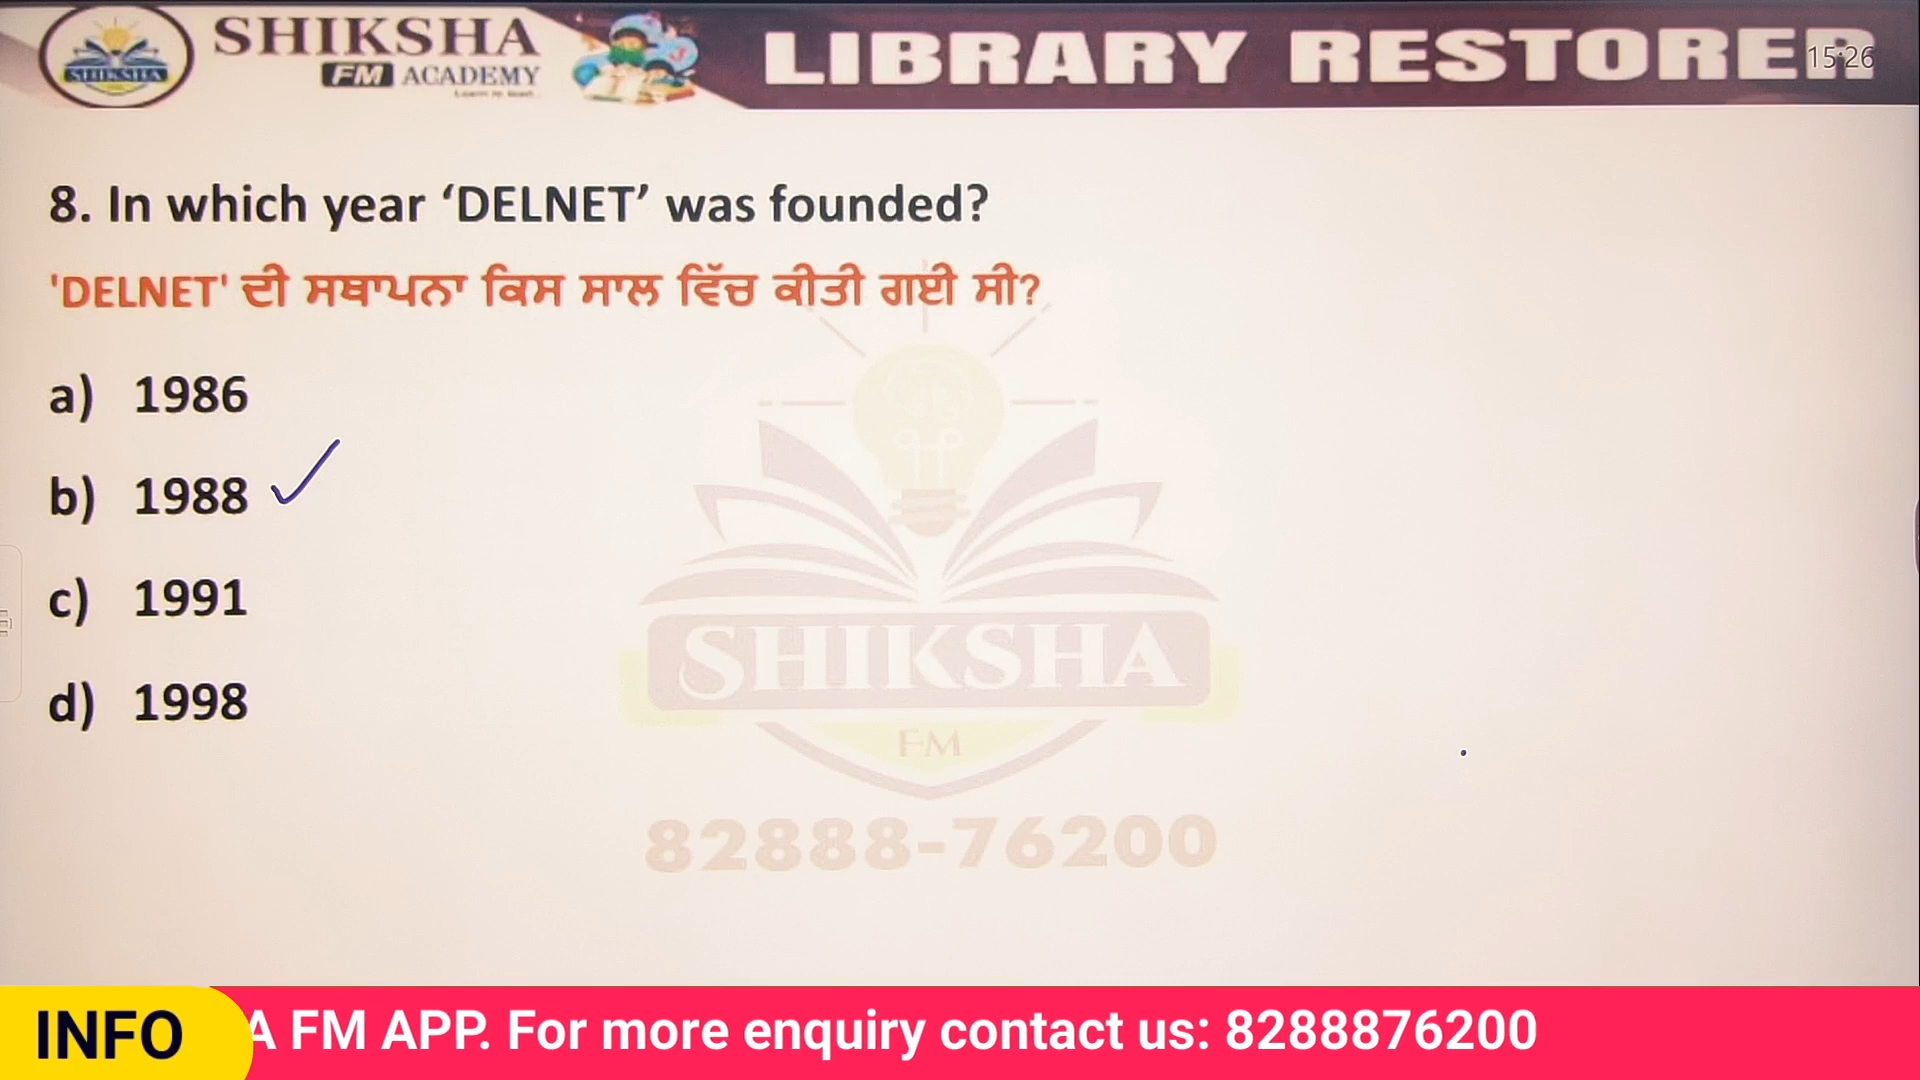 SHIKSHA
FM ACADEMY
SHIKSHA
LIBRARY RESTORER
15:26
8. In which year ‘DELNET’ was founded?
'DELNET' ਦੀ ਸਥਾਪਨਾ ਕਿਸ ਸਾਲ ਵਿੱਚ ਕੀਤੀ ਗਈ ਸੀ?
a) 1986
b) 1988
c) 1991
d) 1998
SHIKSHA
FM
82888-76200
INFO
A FM APP. For more enquiry contact us: 8288876200